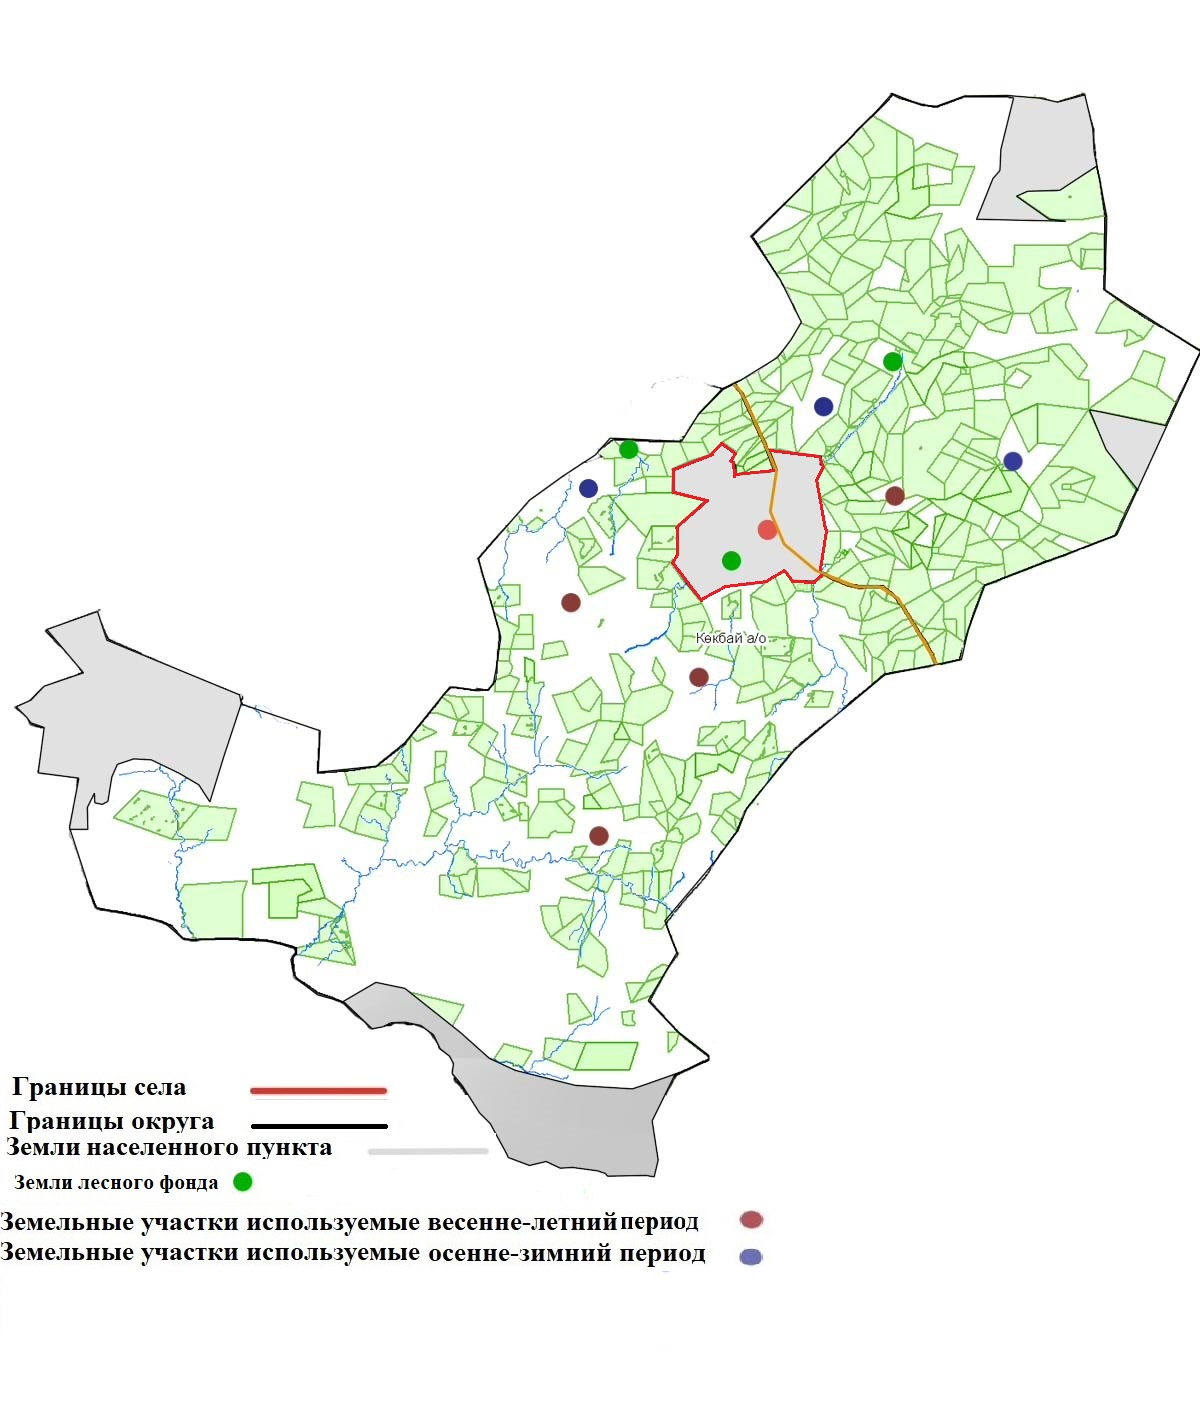 Көкбай а/о
Границы села
Границы округа
Земли населенного пункта
Земли лесного фонда
Земельные участки используемые весенне-летний период
Земельные участки используемые осенне-зимний период